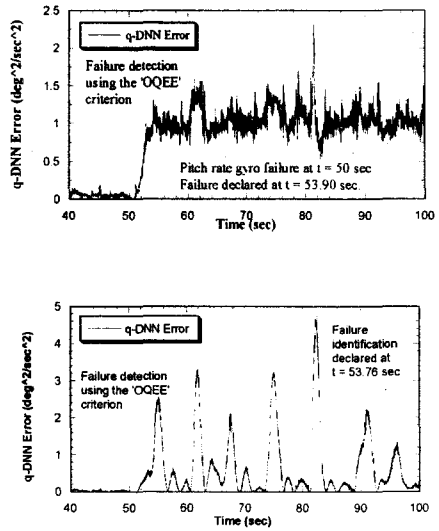 2.5
q-DNN Error
2
Failure detection
using the 'OQEE'
criterion
1.5
1
0.5
Pitch rate gyro failure at t = 50 sec
Failure declared at t = 53.90 sec.
0
40 50 60 70 80 90 100
Time (sec)
q-DNN Error (deg^2/sec^2)
5
q-DNN Error
4
Failure
identification
declared at
t = 53.76 sec
3
Failure detection
using the 'OQEE'
criterion
2
1
0
40 50 60 70 80 90 100
Time (sec)
q-DNN Error (deg^2/sec^2)